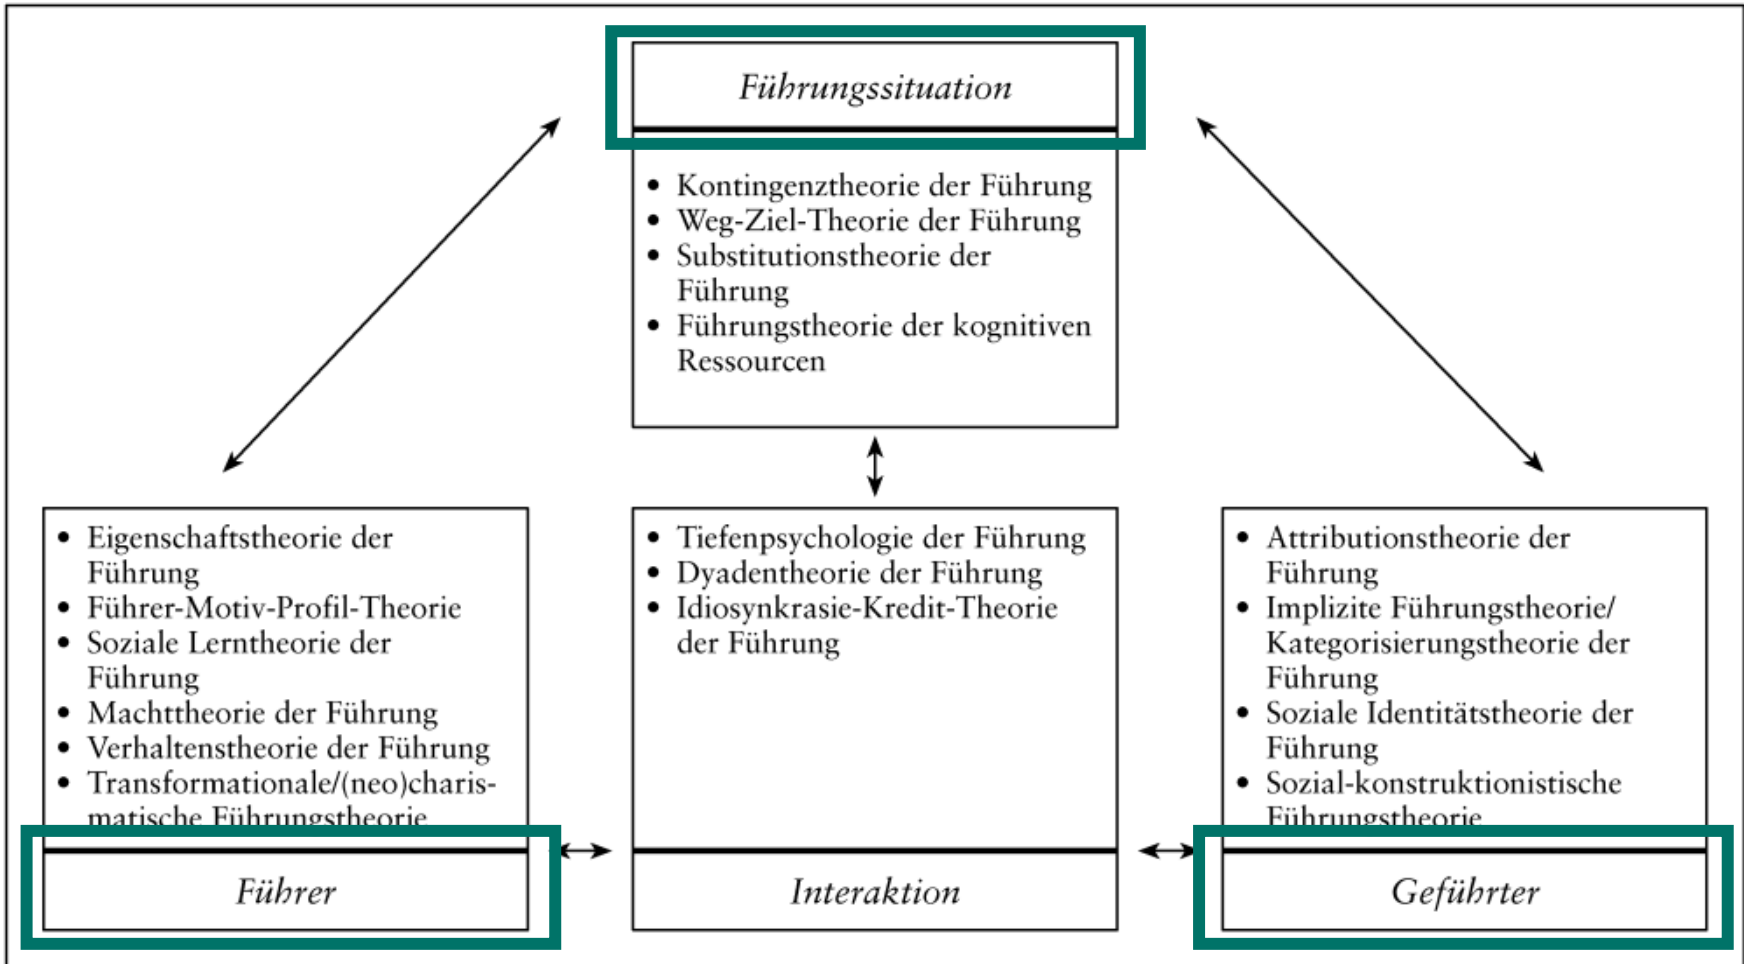 Führungssituation
• Kontingenztheorie der Führung
• Weg-Ziel-Theorie der Führung
• Substitutionstheorie der
Führung
• Führungstheorie der kognitiven
Ressourcen
• Eigenschaftstheorie der
Führung
• Führer-Motiv-Profil-Theorie
• Soziale Lerntheorie der
Führung
• Machttheorie der Führung
• Verhaltenstheorie der Führung
• Transformationale/(neo)charis-
matische Führungstheorie
Führer
• Tiefenpsychologie der Führung
• Dyadentheorie der Führung
• Idiosynkrasie-Kredit-Theorie
der Führung
Interaktion
• Attributionstheorie der
Führung
• Implizite Führungstheorie/
Kategorisierungstheorie der
Führung
• Soziale Identitätstheorie der
Führung
• Sozial-konstruktionistische
Führungstheorie
Geführter